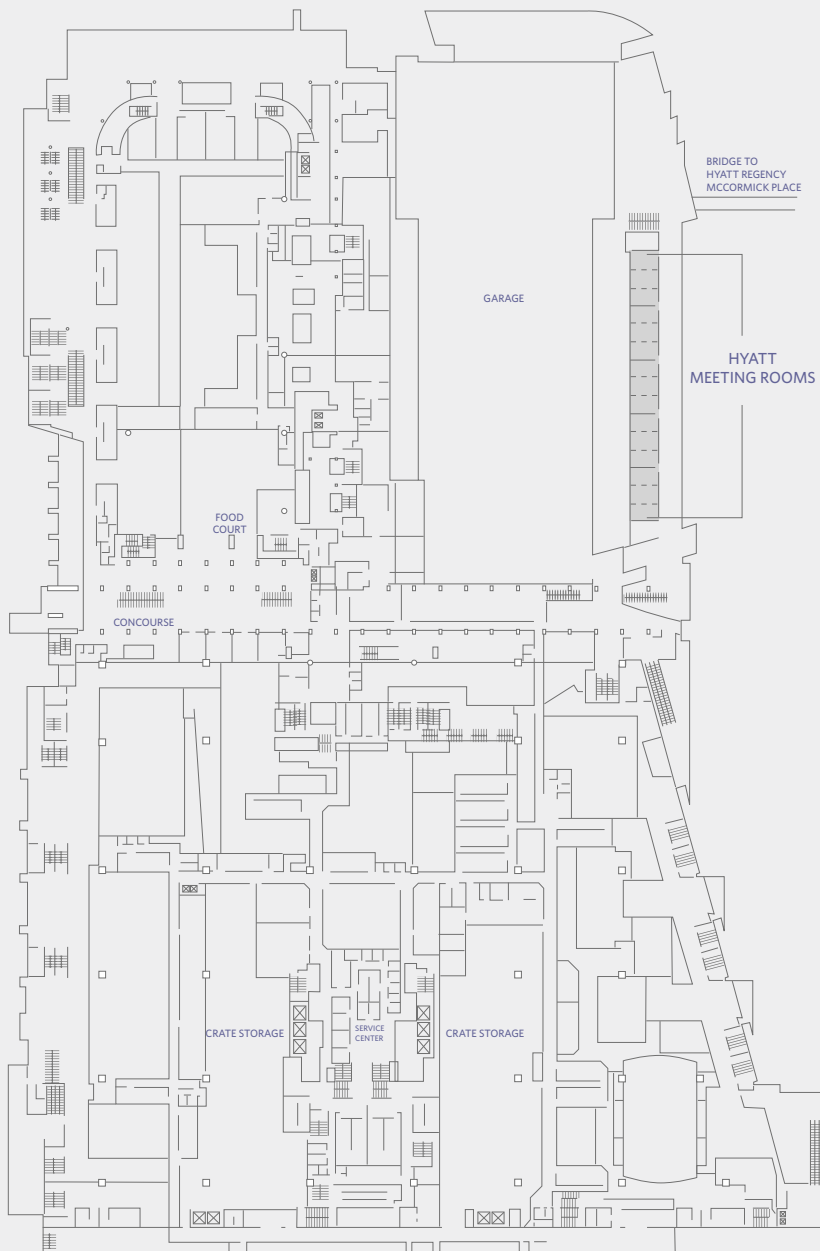 BRIDGE TO
HYATT REGENCY
MCCORMICK PLACE
GARAGE
HYATT
MEETING ROOMS
FOOD
COURT
CONCOURSE
CRATE STORAGE
SERVICE
CENTER
CRATE STORAGE